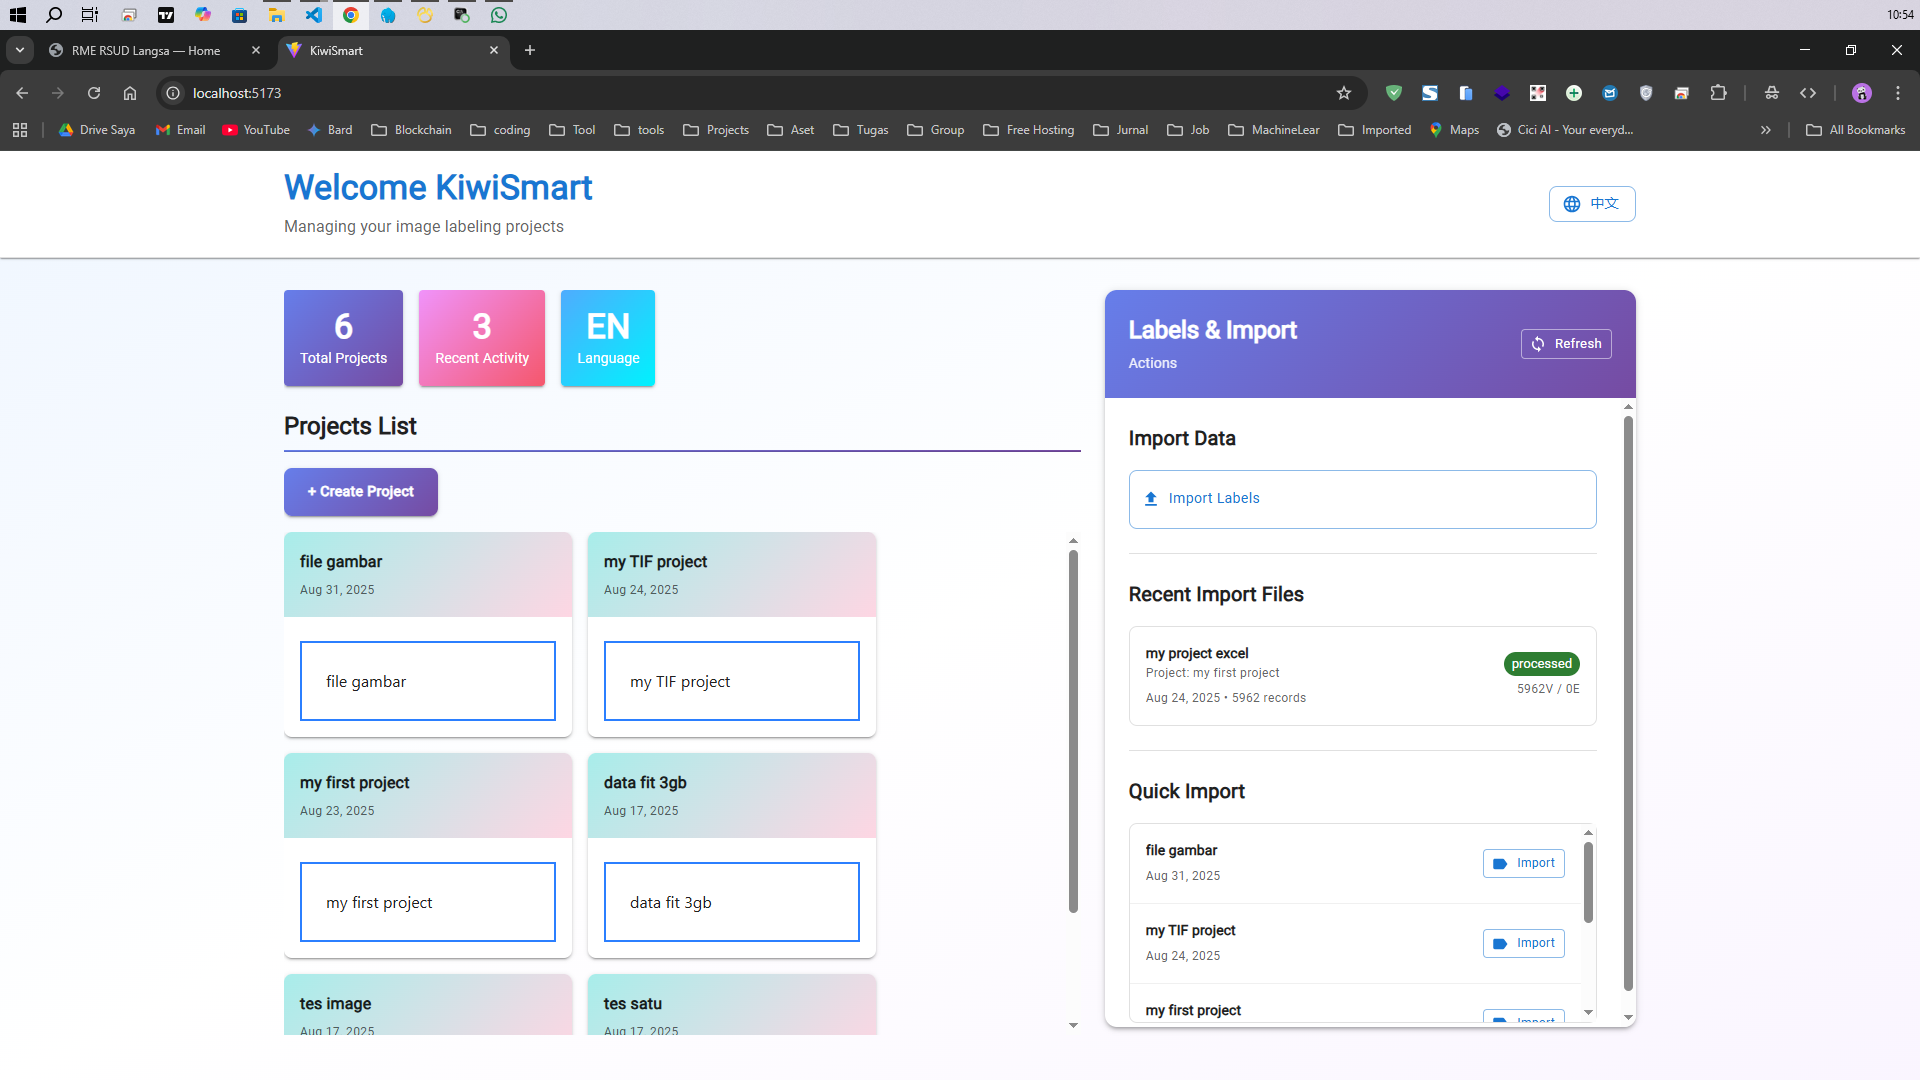 10:54
RME RSUD Langsa — Home
KiwiSmart
localhost:5173
Drive Saya
Email
YouTube
Bard
Blockchain
coding
Tool
tools
Projects
Aset
Tugas
Group
Free Hosting
Jurnal
Job
MachineLear
Imported
Maps
Cici AI - Your everyd...
All Bookmarks
Welcome KiwiSmart
Managing your image labeling projects
中文
6
Total Projects
3
Recent Activity
EN
Language
Projects List
+ Create Project
file gambar
Aug 31, 2025
file gambar
my TIF project
Aug 24, 2025
my TIF project
my first project
Aug 23, 2025
my first project
data fit 3gb
Aug 17, 2025
data fit 3gb
tes image
Aug 17, 2025
tes satu
Aug 17, 2025
Labels & Import
Actions
Refresh
Import Data
Import Labels
Recent Import Files
my project excel
Project: my first project
Aug 24, 2025 • 5962 records
processed
5962V / 0E
Quick Import
file gambar
Aug 31, 2025
Import
my TIF project
Aug 24, 2025
Import
my first project
Import